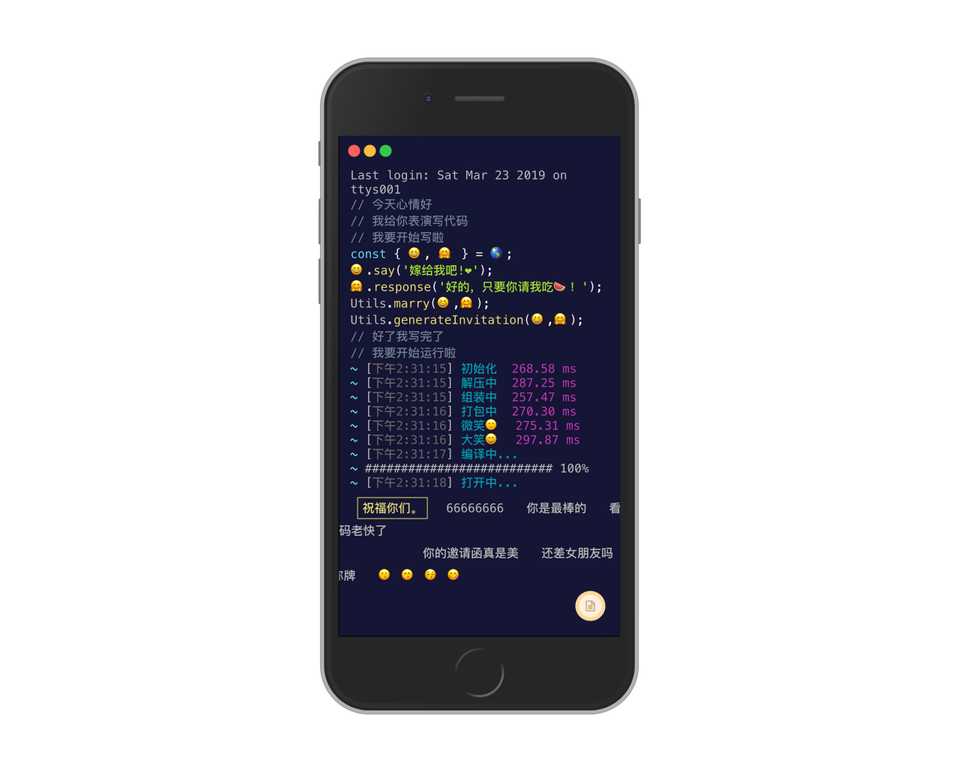 Last login: Sat Mar 23 2019 on
ttys001
// 今天心情好
// 我给你表演写代码
// 我要开始写啦
const { 😄, 🤗 } = 🌎;
😄.say('嫁给我吧!❤');
🤗.response('好的, 只要你请我吃🍉! ');
Utils.marry(😄,🤗);
Utils.generateInvitation(😄,🤗);
// 好了我写完了
// 我要开始运行啦
~ [下午2:31:15] 初始化 268.58 ms
~ [下午2:31:15] 解压中 287.25 ms
~ [下午2:31:15] 组装中 257.47 ms
~ [下午2:31:16] 打包中 270.30 ms
~ [下午2:31:16] 微笑🙂 275.31 ms
~ [下午2:31:16] 大笑😄 297.87 ms
~ [下午2:31:17] 编译中...
~ ########################## 100%
~ [下午2:31:18] 打开中...
祝福你们。 66666666 你是最棒的 看
码老快了
你的邀请函真是美 还差女朋友吗
牌 😗 😙 😚 😋